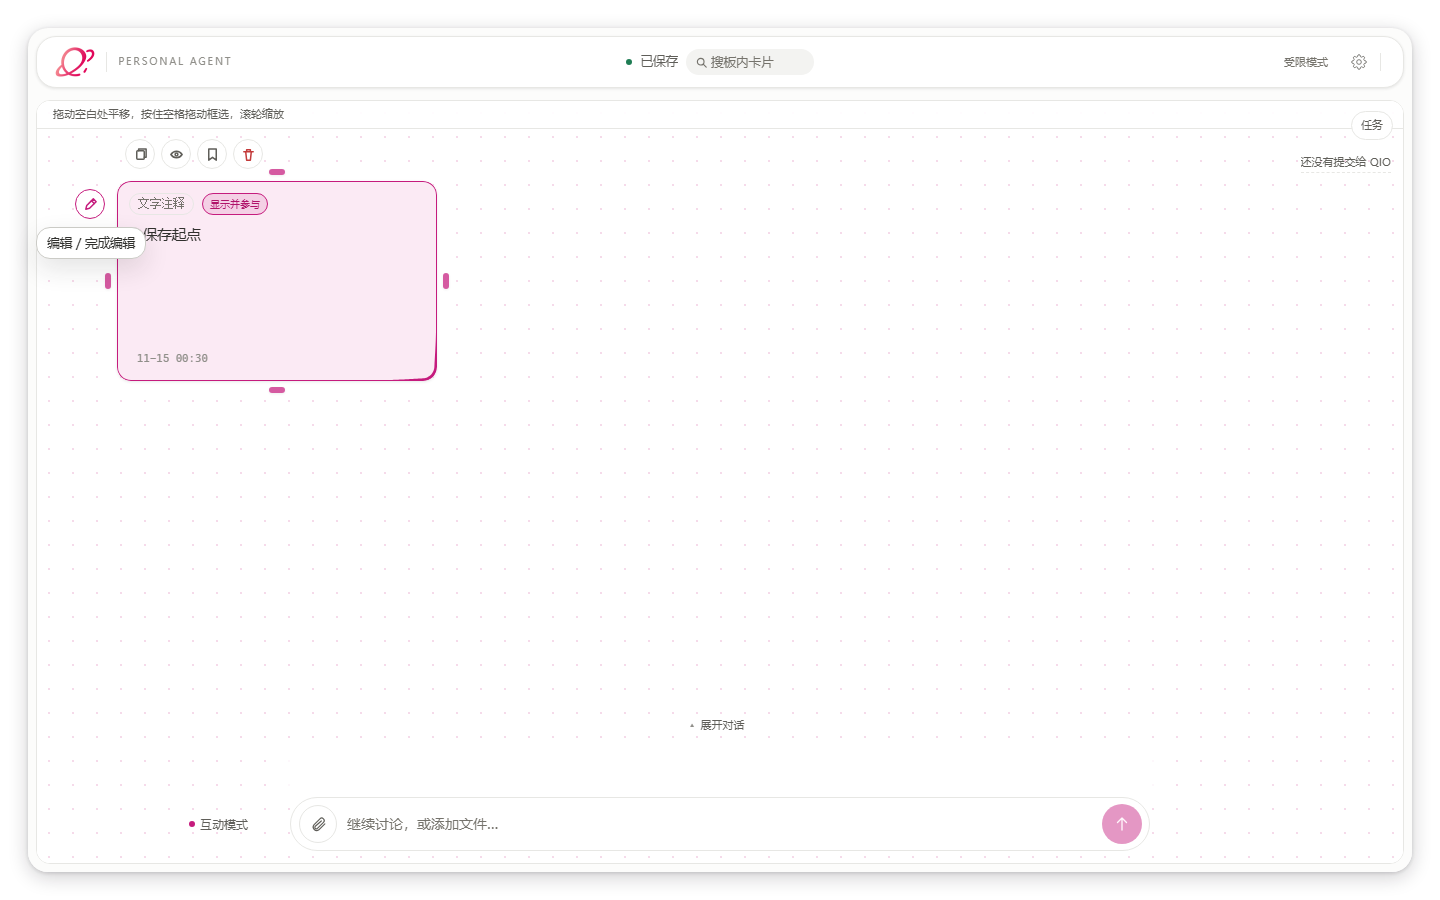 PERSONAL AGENT
已保存
搜板内卡片
受限模式
拖动空白处平移，按住空格拖动框选，滚轮缩放
任务
还没有提交给 QIO
文字注释
显示并参与
保存起点
编辑 / 完成编辑
11-15 00:30
展开对话
互动模式
继续讨论，或添加文件...